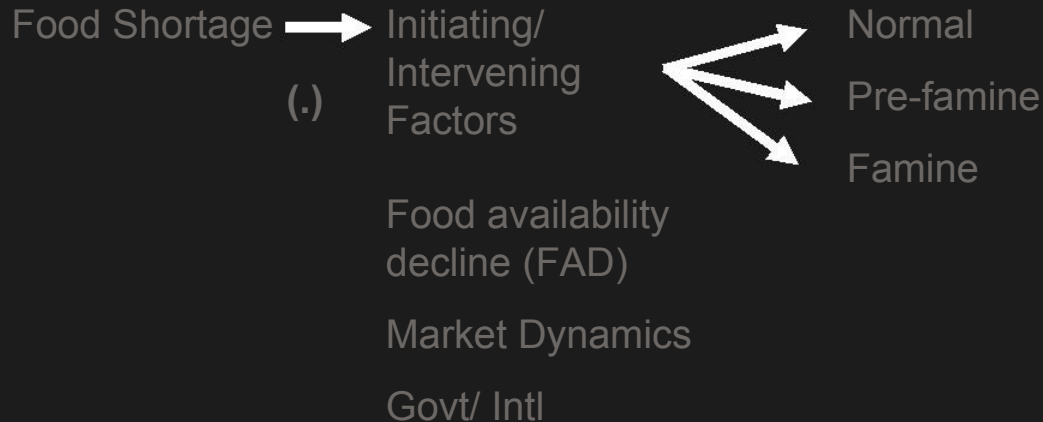 Food Shortage
(.)
Initiating/
Intervening
Factors
Food availability
decline (FAD)
Market Dynamics
Govt/ Intl
Normal
Pre-famine
Famine